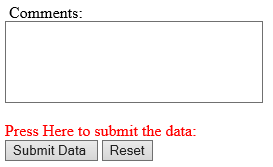 Comments:
Press Here to submit the data:
Submit Data Reset